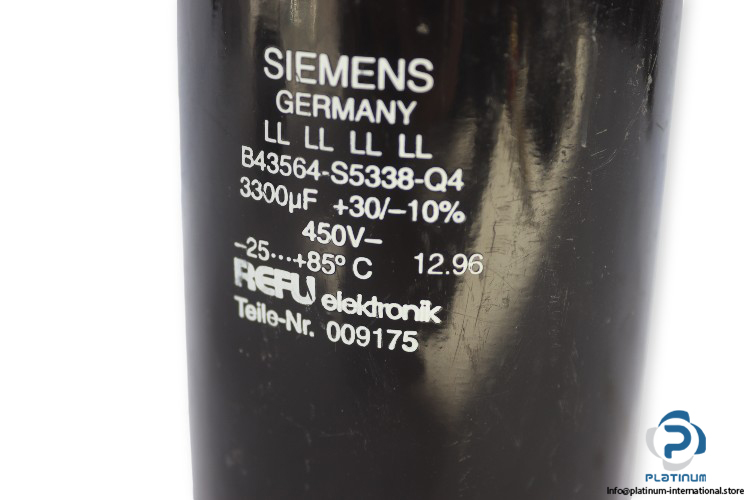 SIEMENS
GERMANY
LL LL LL LL
B43564-S5338-Q4
3300µF +30/–10%
450V–
–25···+85º C 12.96
REFU elektronik
Teile-Nr. 009175
PLATINUM
Info@platinum-international.store